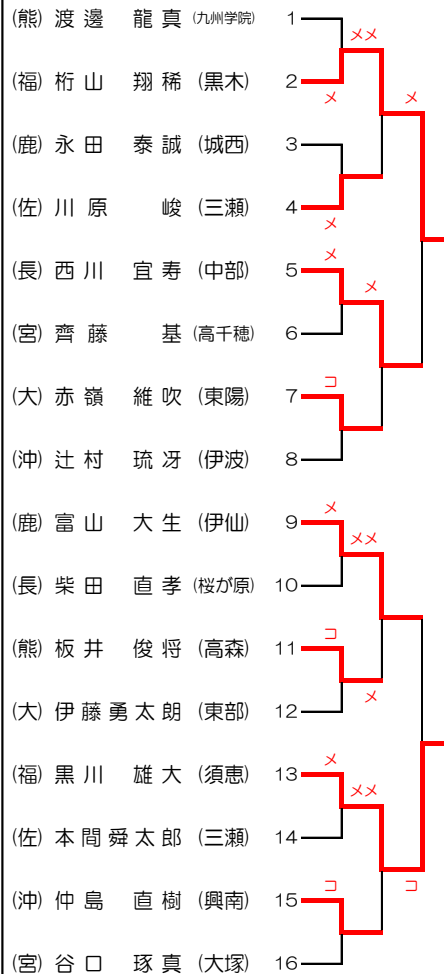 (熊) 渡邊 龍真 (九州学院) 1
メメ
(福) 桁山 翔稀 (黒木) 2
メ メ
(鹿) 永田 泰誠 (城西) 3
(佐) 川原 峻 (三瀬) 4
メ
メ
(長) 西川 宜寿 (中部) 5
メ
(宮) 齊藤 基 (高千穂) 6
コ
(大) 赤嶺 維吹 (東陽) 7
(沖) 辻村 琉冴 (伊波) 8
メ
(鹿) 富山 大生 (伊仙) 9
メメ
(長) 柴田 直孝 (桜が原) 10
コ
(熊) 板井 俊将 (高森) 11
メ
(大) 伊藤勇太朗 (東部) 12
メ
(福) 黒川 雄大 (須恵) 13
メメ
(佐) 本間舜太郎 (三瀬) 14
コ コ
(沖) 仲島 直樹 (興南) 15
(宮) 谷口 琢真 (大塚) 16